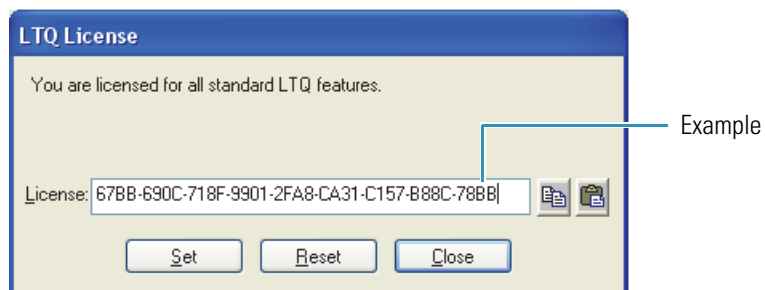 LTQ License
You are licensed for all standard LTQ features.
Example
License: 67BB-690C-718F-9901-2FA8-CA31-C157-B88C-78BB
Set Reset Close